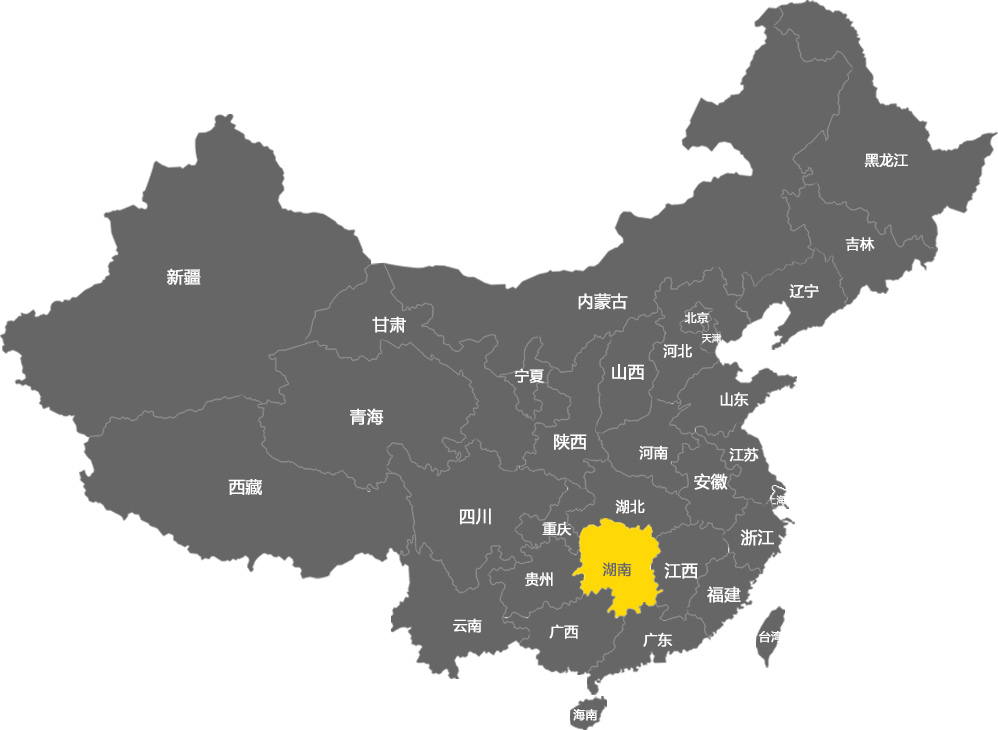 黑龙江
吉林
新疆
辽宁
内蒙古
北京
甘肃
天津
河北
山西
宁夏
山东
青海
陕西
河南
江苏
安徽
西藏
上海
湖北
四川
重庆
浙江
湖南
江西
贵州
福建
云南
广西
台湾
广东
海南